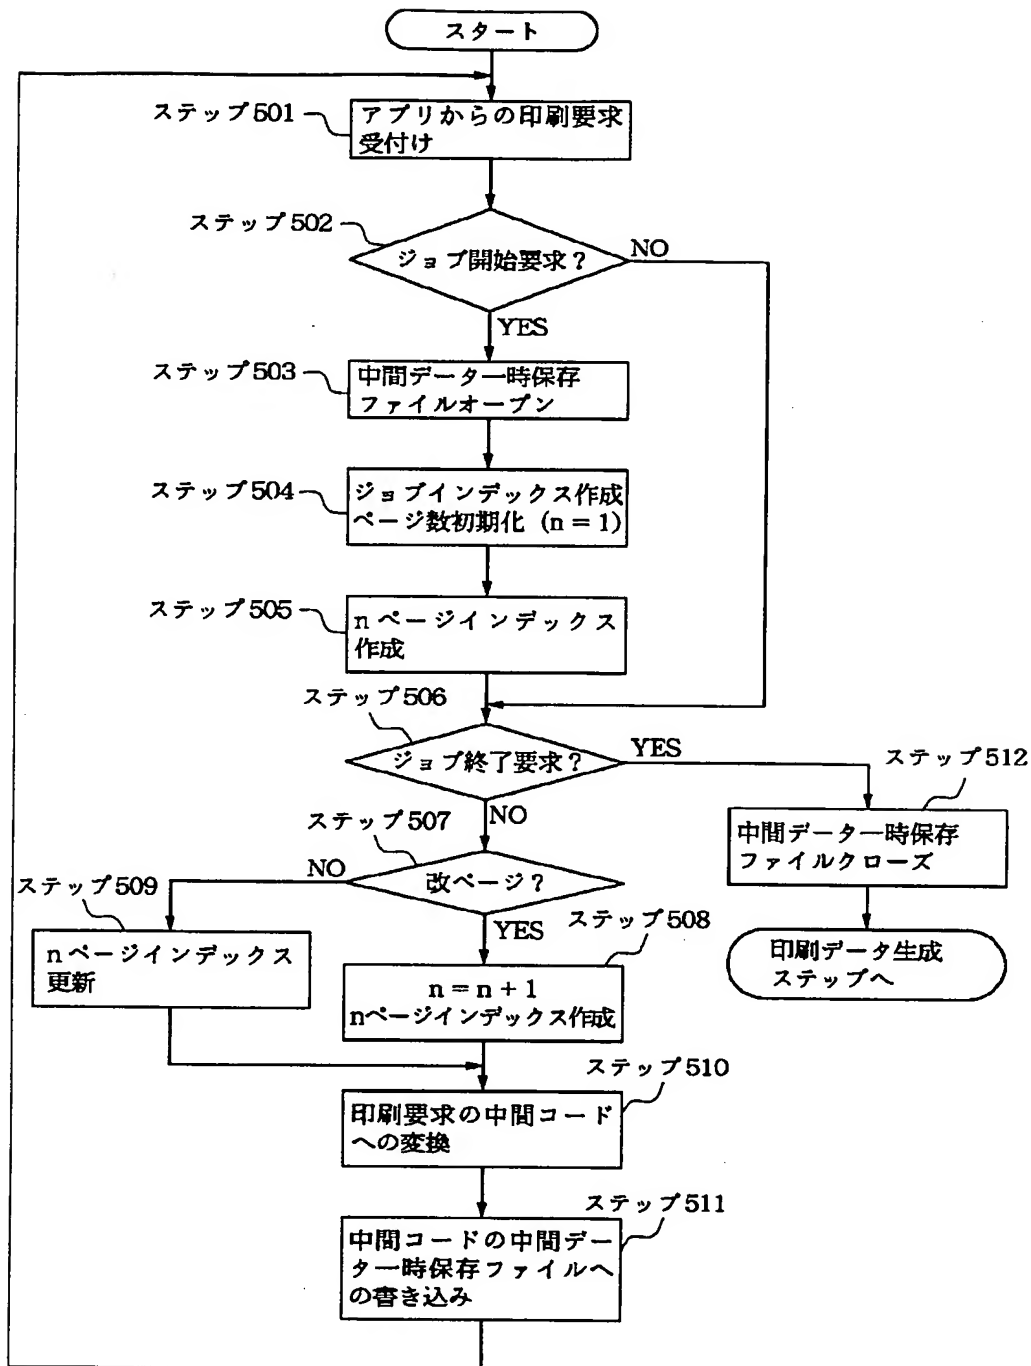 スタート
ステップ501
アプリからの印刷要求
受付け
ステップ502
ジョブ開始要求?
NO
YES
ステップ503
中間データ一時保存
ファイルオープン
ステップ504
ジョブインデックス作成
ページ数初期化 (n = 1)
ステップ505
n ページインデックス
作成
ステップ506
ジョブ終了要求?
YES
NO
ステップ512
中間データ一時保存
ファイルクローズ
印刷データ生成
ステップへ
ステップ507
改ページ?
NO
YES
ステップ509
n ページインデックス
更新
ステップ508
n = n + 1
nページインデックス作成
ステップ510
印刷要求の中間コード
への変換
ステップ511
中間コードの中間デー
タ一時保存ファイルへ
の書き込み